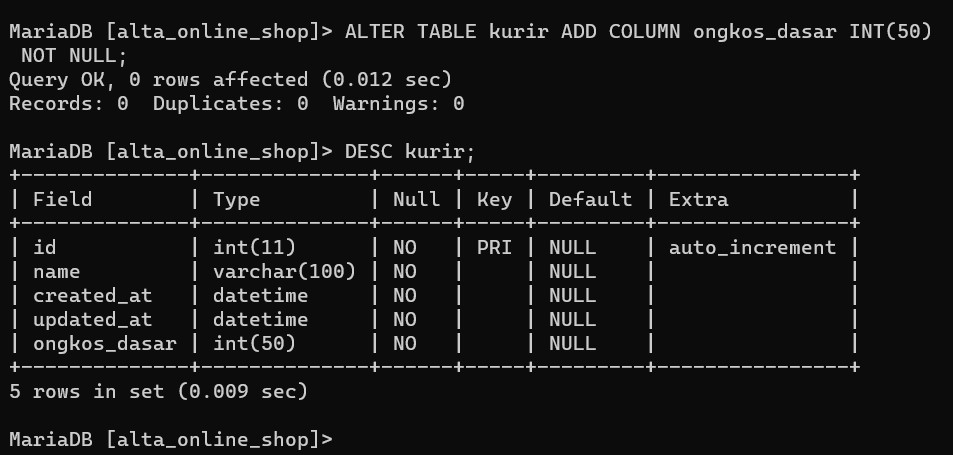 MariaDB [alta_online_shop]> ALTER TABLE kurir ADD COLUMN ongkos_dasar INT(50)
 NOT NULL;
Query OK, 0 rows affected (0.012 sec)
Records: 0  Duplicates: 0  Warnings: 0

MariaDB [alta_online_shop]> DESC kurir;
+--------------+--------------+------+-----+---------+----------------+
| Field        | Type         | Null | Key | Default | Extra          |
+--------------+--------------+------+-----+---------+----------------+
| id           | int(11)      | NO   | PRI | NULL    | auto_increment |
| name         | varchar(100) | NO   |     | NULL    |                |
| created_at   | datetime     | NO   |     | NULL    |                |
| updated_at   | datetime     | NO   |     | NULL    |                |
| ongkos_dasar | int(50)      | NO   |     | NULL    |                |
+--------------+--------------+------+-----+---------+----------------+
5 rows in set (0.009 sec)

MariaDB [alta_online_shop]>